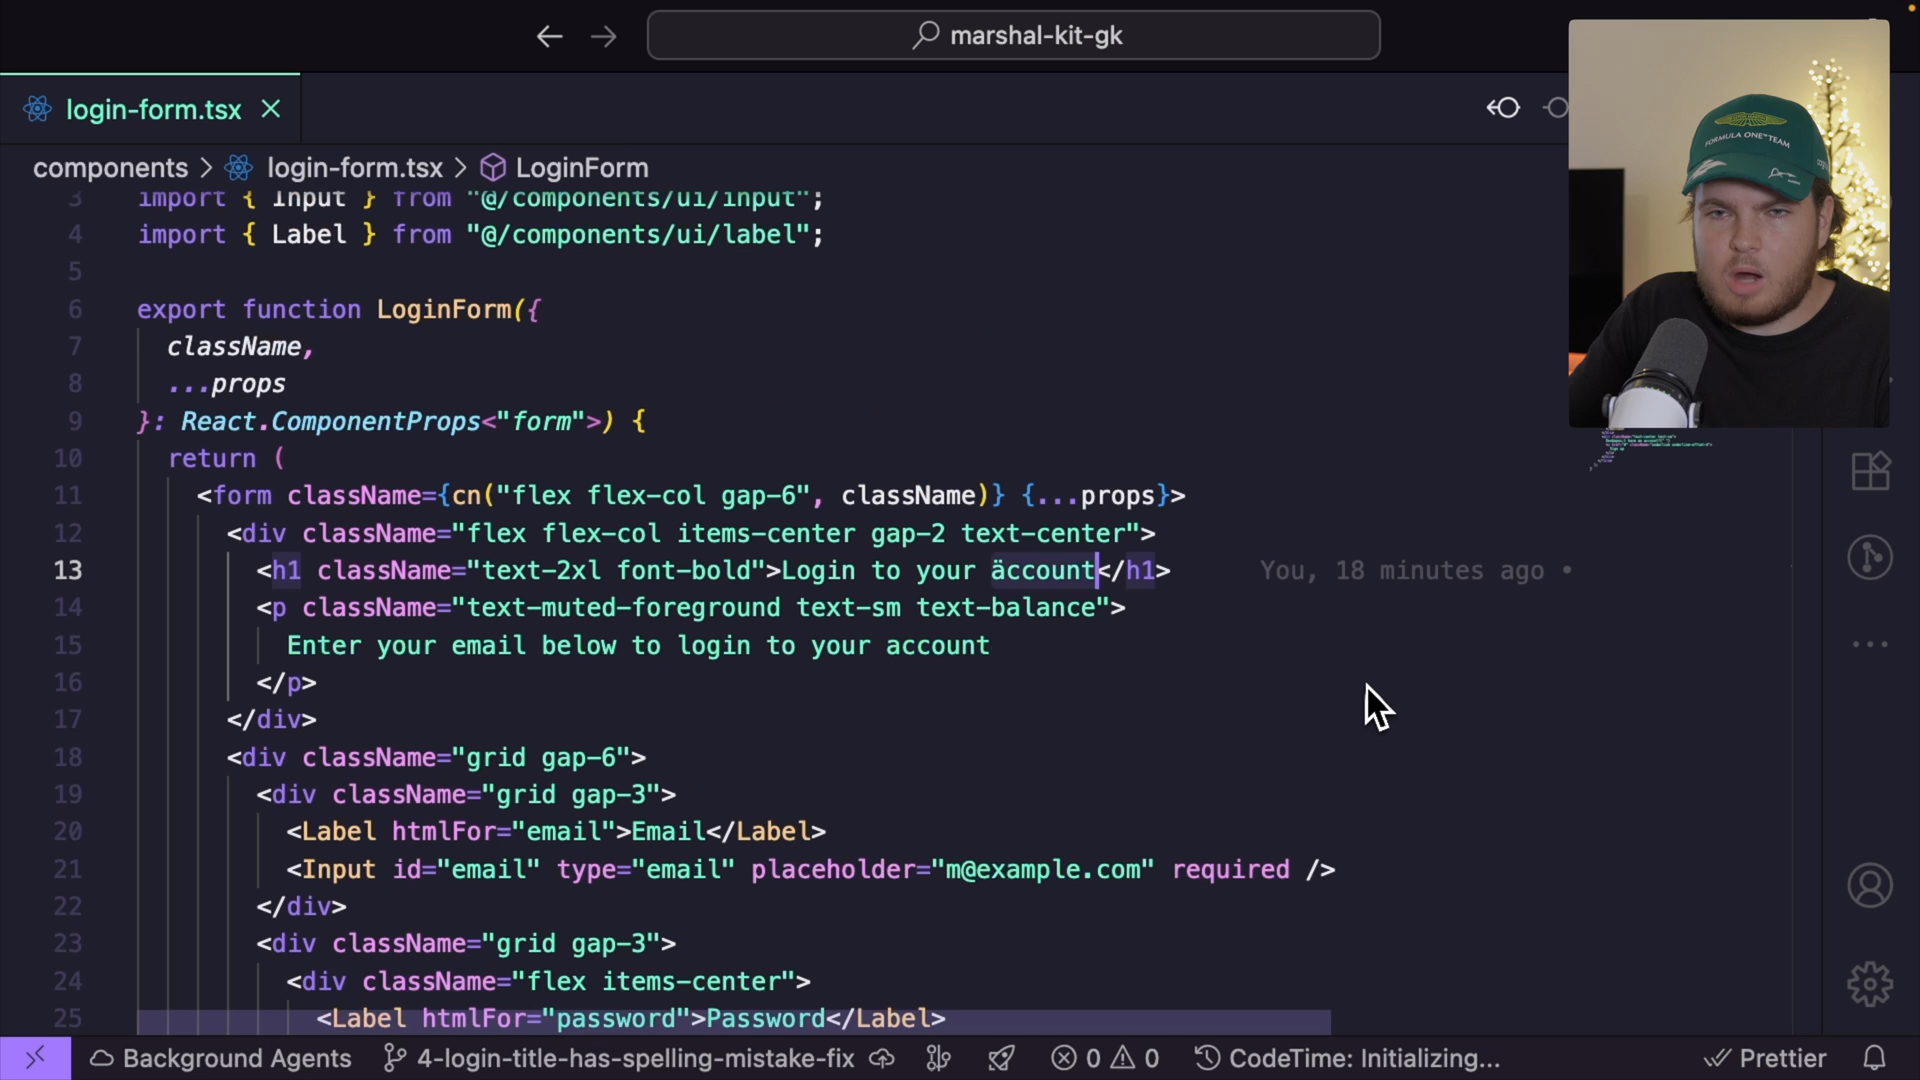 marshal-kit-gk
login-form.tsx
components > login-form.tsx > LoginForm
3 import { Input } from "@/components/ui/input";
4 import { Label } from "@/components/ui/label";
5
6 export function LoginForm({
7 className,
8 ...props
9 }: React.ComponentProps<"form">) {
10 return (
11 <form className={cn("flex flex-col gap-6", className)} {...props}>
12 <div className="flex flex-col items-center gap-2 text-center">
13 <h1 className="text-2xl font-bold">Login to your äccount</h1> You, 18 minutes ago •
14 <p className="text-muted-foreground text-sm text-balance">
15 Enter your email below to login to your account
16 </p>
17 </div>
18 <div className="grid gap-6">
19 <div className="grid gap-3">
20 <Label htmlFor="email">Email</Label>
21 <Input id="email" type="email" placeholder="m@example.com" required />
22 </div>
23 <div className="grid gap-3">
24 <div className="flex items-center">
25 <Label htmlFor="password">Password</Label>
Background Agents 4-login-title-has-spelling-mistake-fix 0 0 CodeTime: Initializing... Prettier
FORMULA ONE TEAM